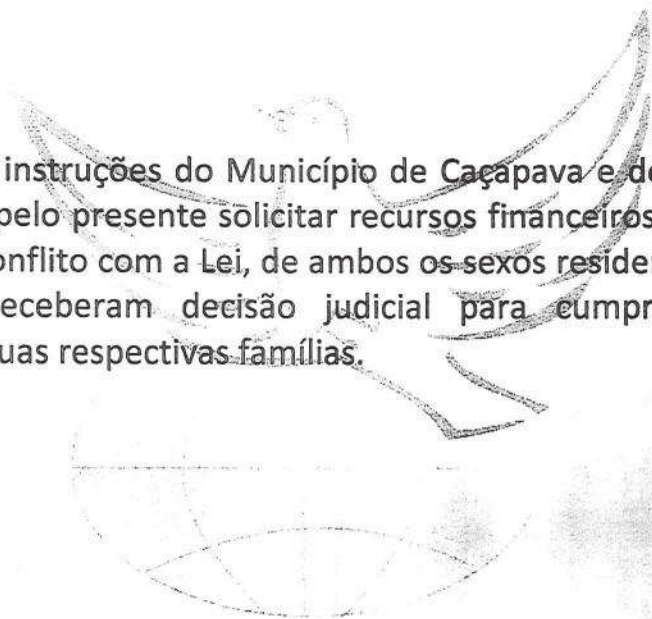 instruções do Município de Caçapava e de
pelo presente solicitar recursos financeiros
onflito com a Lei, de ambos os sexos residen
eceberam decisão judicial para cumpr
uas respectivas famílias.